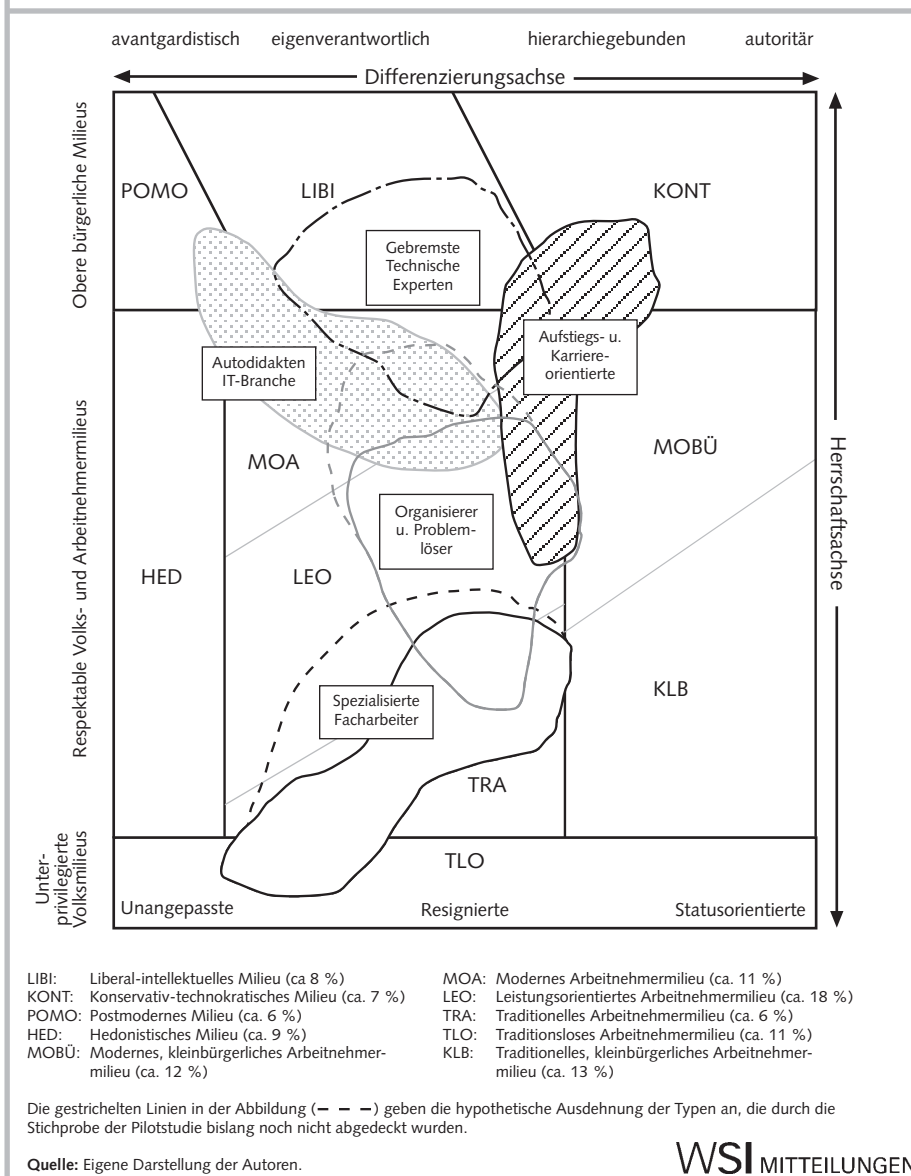 avantgardistisch eigenverantwortlich hierarchiegebunden autoritär
Differenzierungsachse
Obere bürgerliche Milieus
POMO
LIBI
KONT
Gebremste
Technische
Experten
Autodidakten
IT-Branche
Aufstiegs- u.
Karriere-
orientierte
Respektable Volks- und Arbeitnehmermilieus
MOA
MOBÜ
Herrschaftsachse
Organisierer
u. Problem-
löser
HED
LEO
KLB
Spezialisierte
Facharbeiter
TRA
Unter-
privilegierte
Volksmilieus
TLO
Unangepasste Resignierte Statusorientierte
LIBI: Liberal-intellektuelles Milieu (ca 8 %)
KONT: Konservativ-technokratisches Milieu (ca. 7 %)
POMO: Postmodernes Milieu (ca. 6 %)
HED: Hedonistisches Milieu (ca. 9 %)
MOBÜ: Modernes, kleinbürgerliches Arbeitnehmer-
milieu (ca. 12 %)
MOA: Modernes Arbeitnehmermilieu (ca. 11 %)
LEO: Leistungsorientiertes Arbeitnehmermilieu (ca. 18 %)
TRA: Traditionelles Arbeitnehmermilieu (ca. 6 %)
TLO: Traditionsloses Arbeitnehmermilieu (ca. 11 %)
KLB: Traditionelles, kleinbürgerliches Arbeitnehmer-
milieu (ca. 13 %)
Die gestrichelten Linien in der Abbildung (– – –) geben die hypothetische Ausdehnung der Typen an, die durch die
Stichprobe der Pilotstudie bislang noch nicht abgedeckt wurden.
Quelle: Eigene Darstellung der Autoren.
WSI MITTEILUNGEN